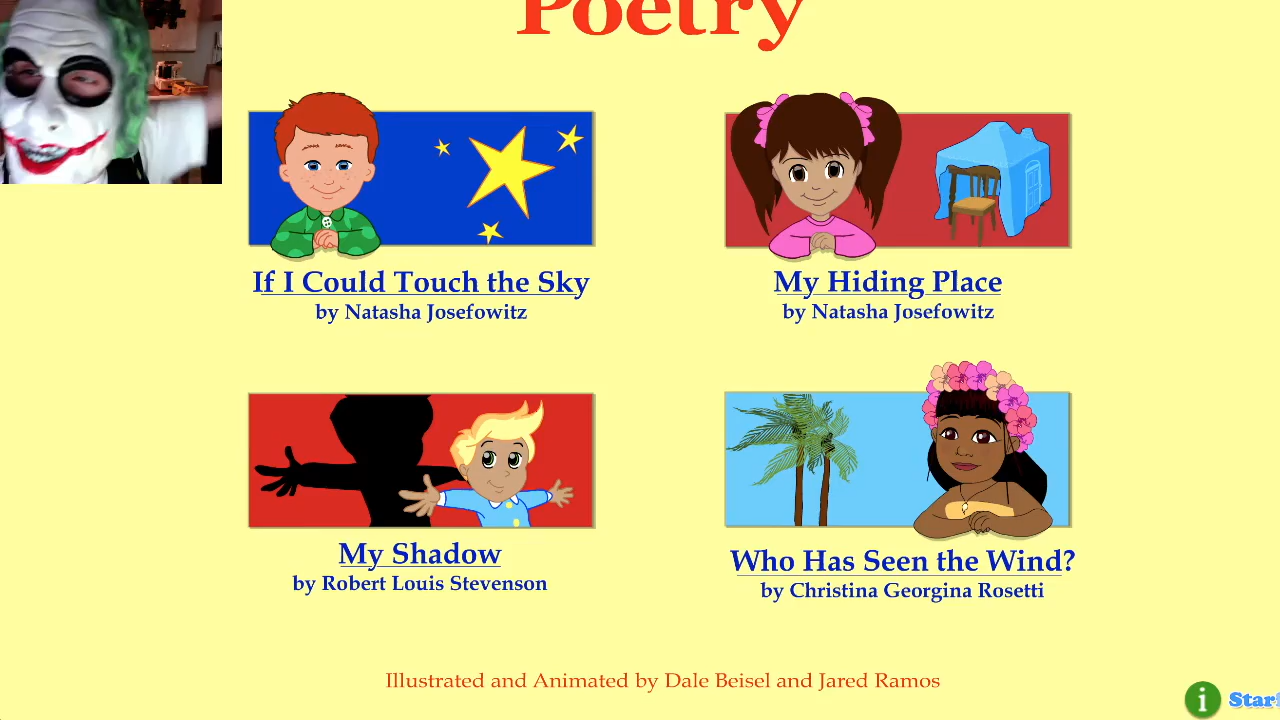 Poetry
If I Could Touch the Sky
by Natasha Josefowitz
My Hiding Place
by Natasha Josefowitz
My Shadow
by Robert Louis Stevenson
Who Has Seen the Wind?
by Christina Georgina Rosetti
Illustrated and Animated by Dale Beisel and Jared Ramos
i